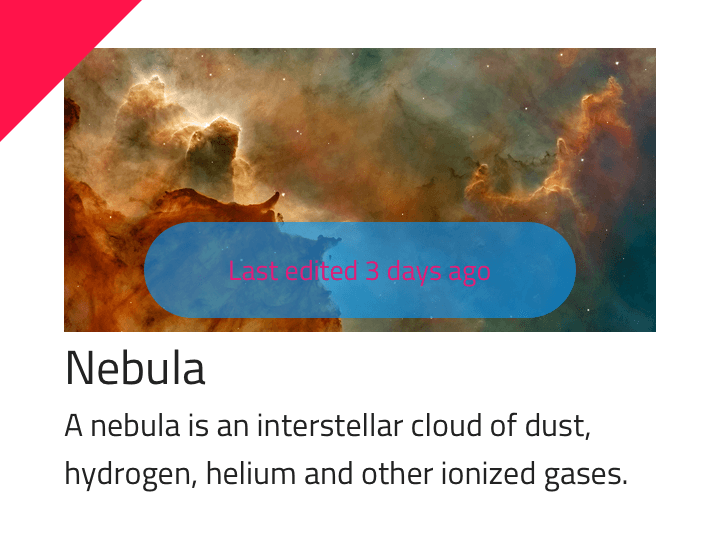 Last edited 3 days ago
Nebula
A nebula is an interstellar cloud of dust,
hydrogen, helium and other ionized gases.